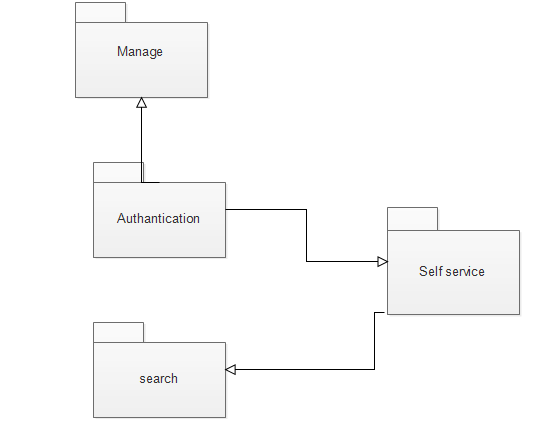 Manage
Authantication
Self service
search